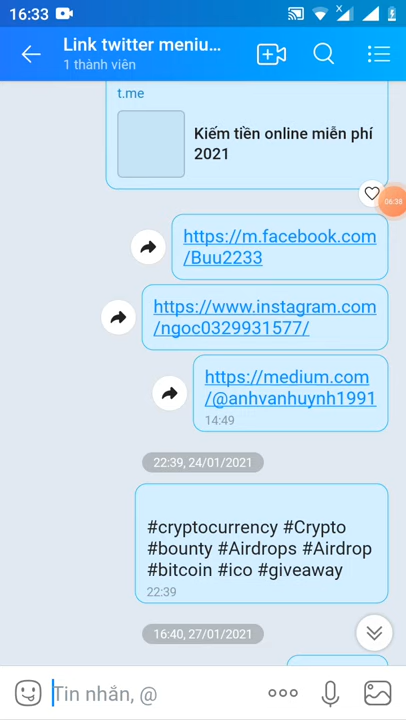 16:33
Link twitter meniu...
1 thành viên
t.me
Kiếm tiền online miễn phí
2021
06:38
https://m.facebook.com
/Buu2233
https://www.instagram.com
/ngoc0329931577/
https://medium.com
/@anhvanhuynh1991
14:49
22:39, 24/01/2021
#cryptocurrency #Crypto
#bounty #Airdrops #Airdrop
#bitcoin #ico #giveaway
22:39
16:40, 27/01/2021
Tin nhắn, @